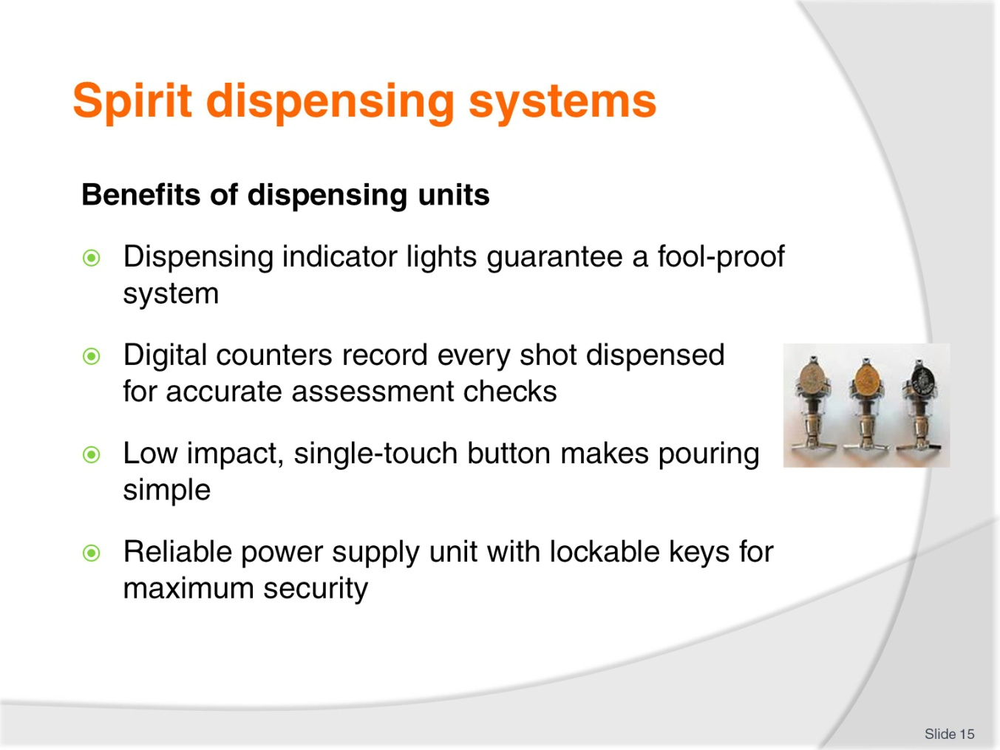 Spirit dispensing systems
Benefits of dispensing units
Dispensing indicator lights guarantee a fool-proof
system
Digital counters record every shot dispensed
for accurate assessment checks
Low impact, single-touch button makes pouring
simple
Reliable power supply unit with lockable keys for
maximum security
Slide 15